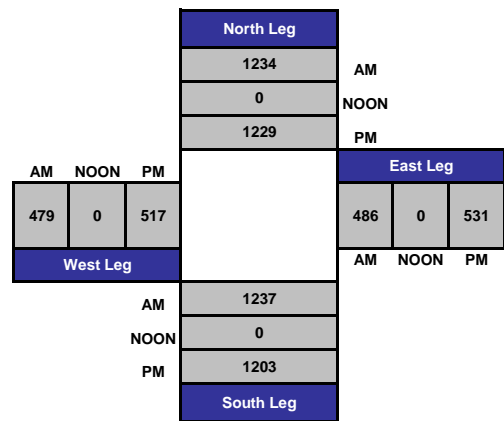 North Leg
1234 AM
0 NOON
1229 PM
AM NOON PM
East Leg
479 0 517
486 0 531
West Leg
AM NOON PM
AM 1237
NOON 0
PM 1203
South Leg